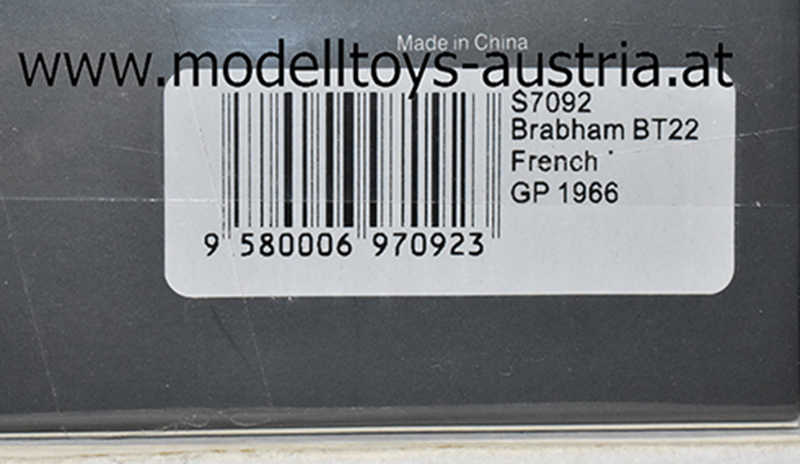 Made in China
www.modelltoys-austria.at
S7092
Brabham BT22
French
GP 1966
9 580006 970923